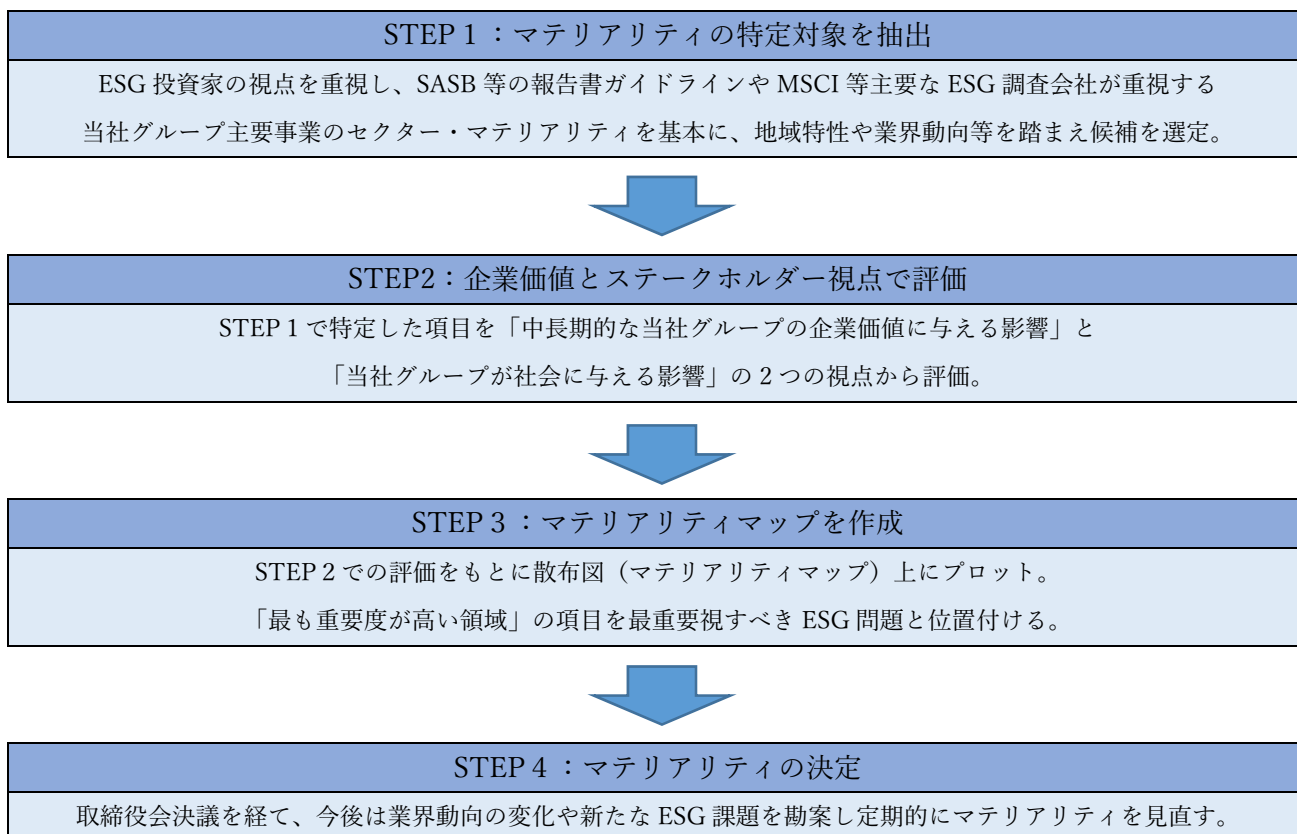 STEP１：マテリアリティの特定対象を抽出
ESG 投資家の視点を重視し、SASB 等の報告書ガイドラインや MSCI 等主要な ESG 調査会社が重視する
当社グループ主要事業のセクター・マテリアリティを基本に、地域特性や業界動向等を踏まえ候補を選定。
STEP2：企業価値とステークホルダー視点で評価
STEP１で特定した項目を「中長期的な当社グループの企業価値に与える影響」と
「当社グループが社会に与える影響」の２つの視点から評価。
STEP３：マテリアリティマップを作成
STEP２での評価をもとに散布図（マテリアリティマップ）上にプロット。
「最も重要度が高い領域」の項目を最重要視すべき ESG 問題と位置付ける。
STEP４：マテリアリティの決定
取締役会決議を経て、今後は業界動向の変化や新たな ESG 課題を勘案し定期的にマテリアリティを見直す。